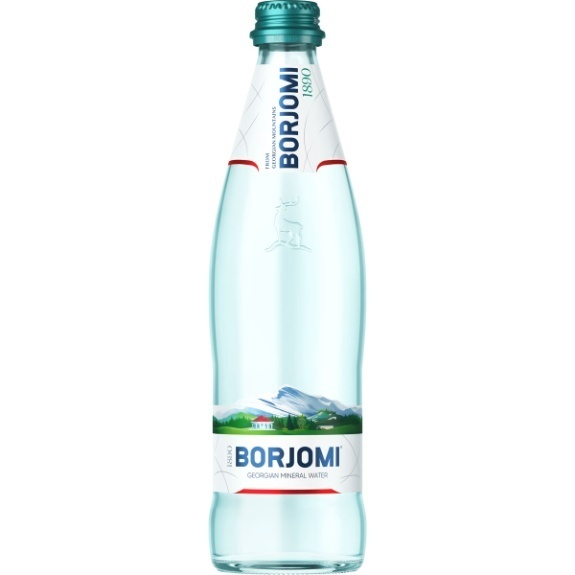 FROM
GEORGIAN MOUNTAINS
BORJOMI
1890
1890
BORJOMI
GEORGIAN MINERAL WATER